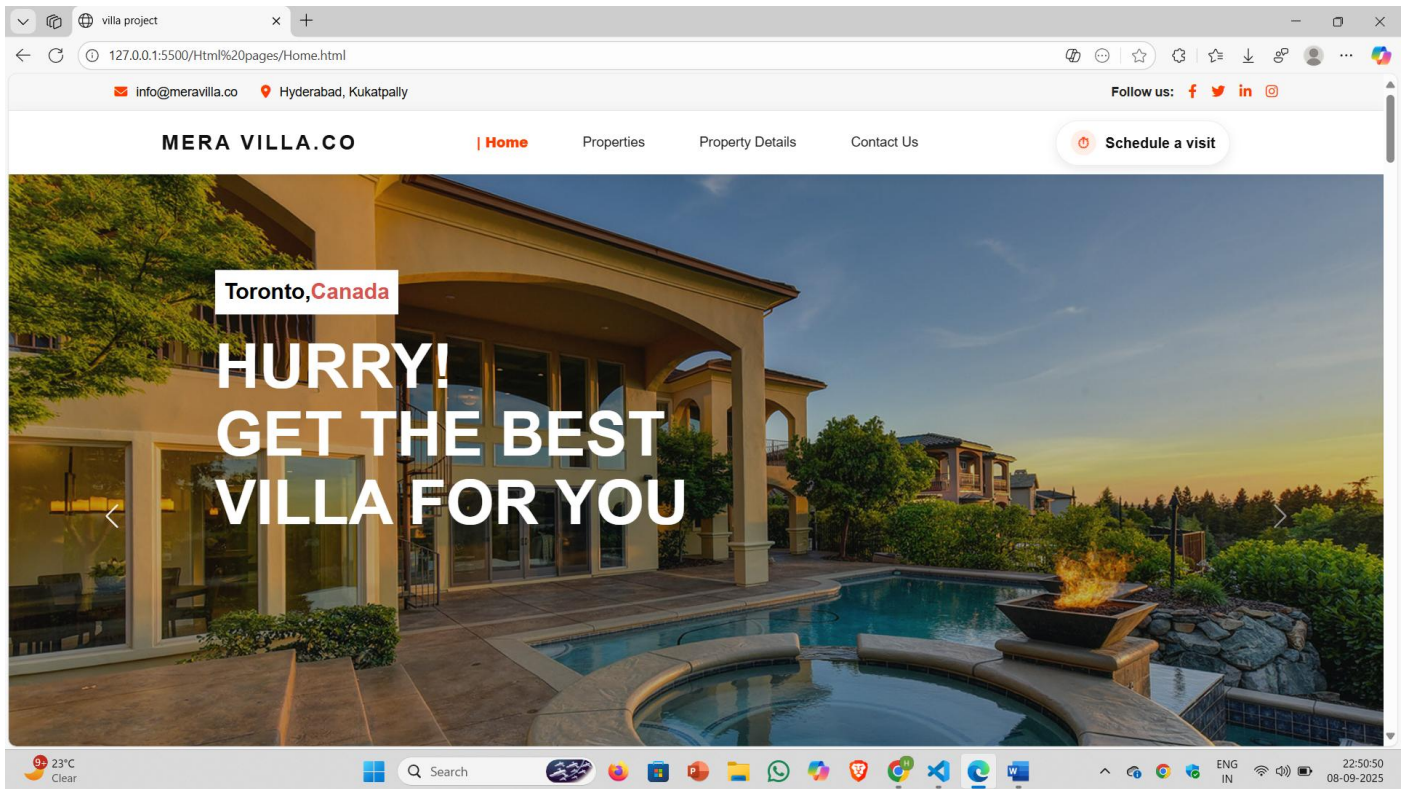 villa project
127.0.0.1:5500/Html%20pages/Home.html
info@meravilla.co Hyderabad, Kukatpally Follow us:
MERA VILLA.CO | Home Properties Property Details Contact Us Schedule a visit
Toronto,Canada
HURRY!
GET THE BEST
VILLA FOR YOU
9+ 23°C
Clear
Search
ENG
IN
22:50:50
08-09-2025